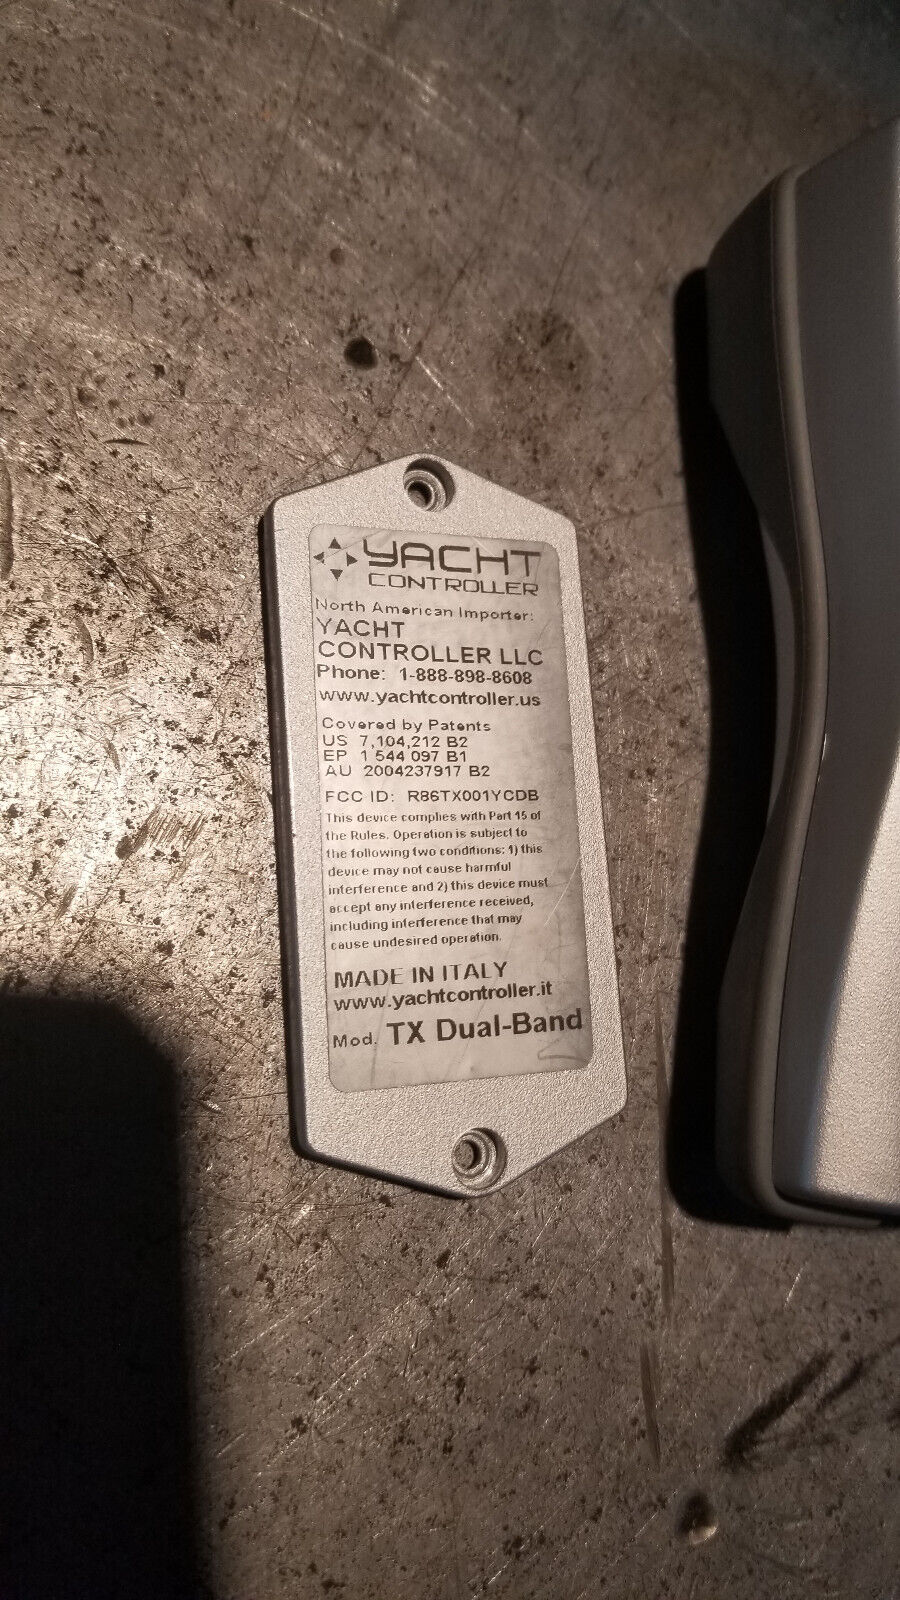 YACHT
CONTROLLER
North American Importer:
YACHT
CONTROLLER LLC
Phone: 1-888-898-8608
www.yachtcontroller.us
Covered by Patents
US 7,104,212 B2
EP 1 544 097 B1
AU 2004237917 B2
FCC ID: R86TX001YCDB
This device complies with Part 15 of
the Rules. Operation is subject to
the following two conditions: 1) this
device may not cause harmful
interference and 2) this device must
accept any interference received,
including interference that may
cause undesired operation.
MADE IN ITALY
www.yachtcontroller.it
Mod. TX Dual-Band